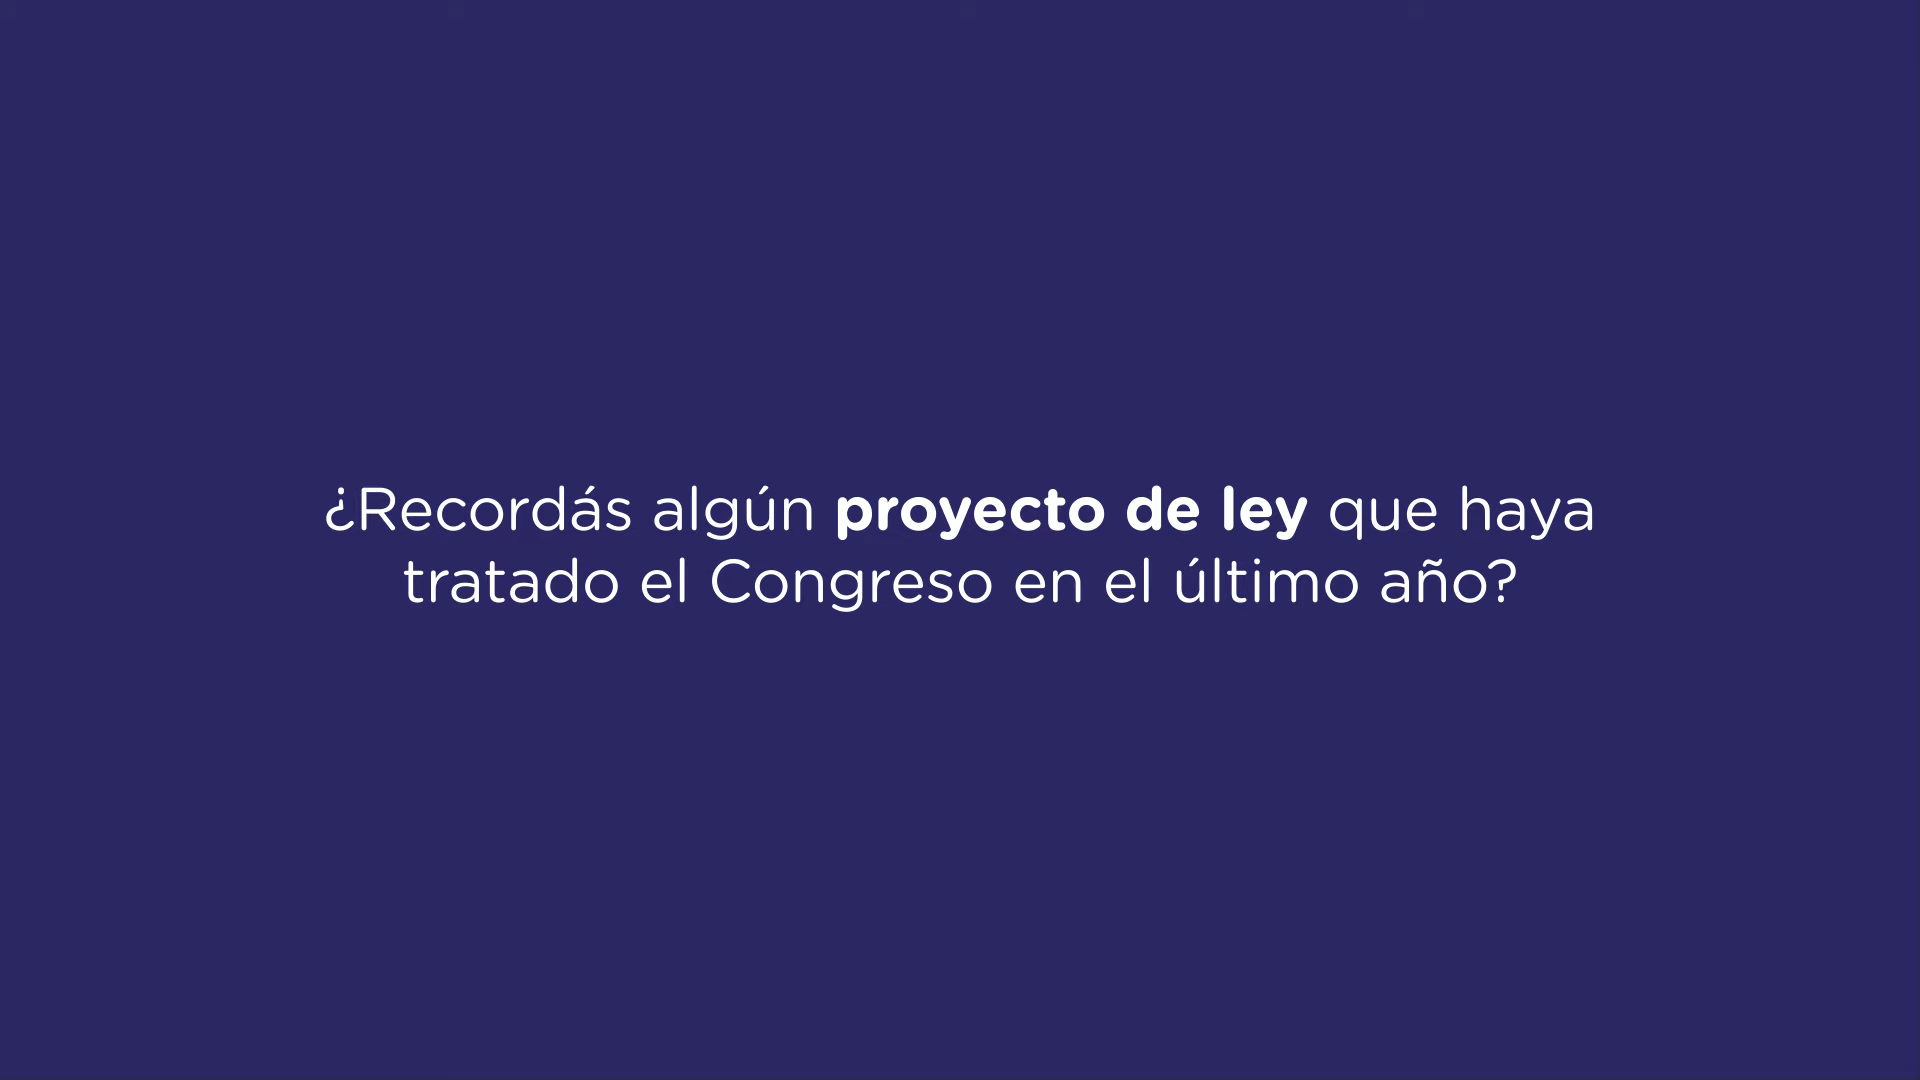 ¿Recordás algún proyecto de ley que haya
tratado el Congreso en el último año?